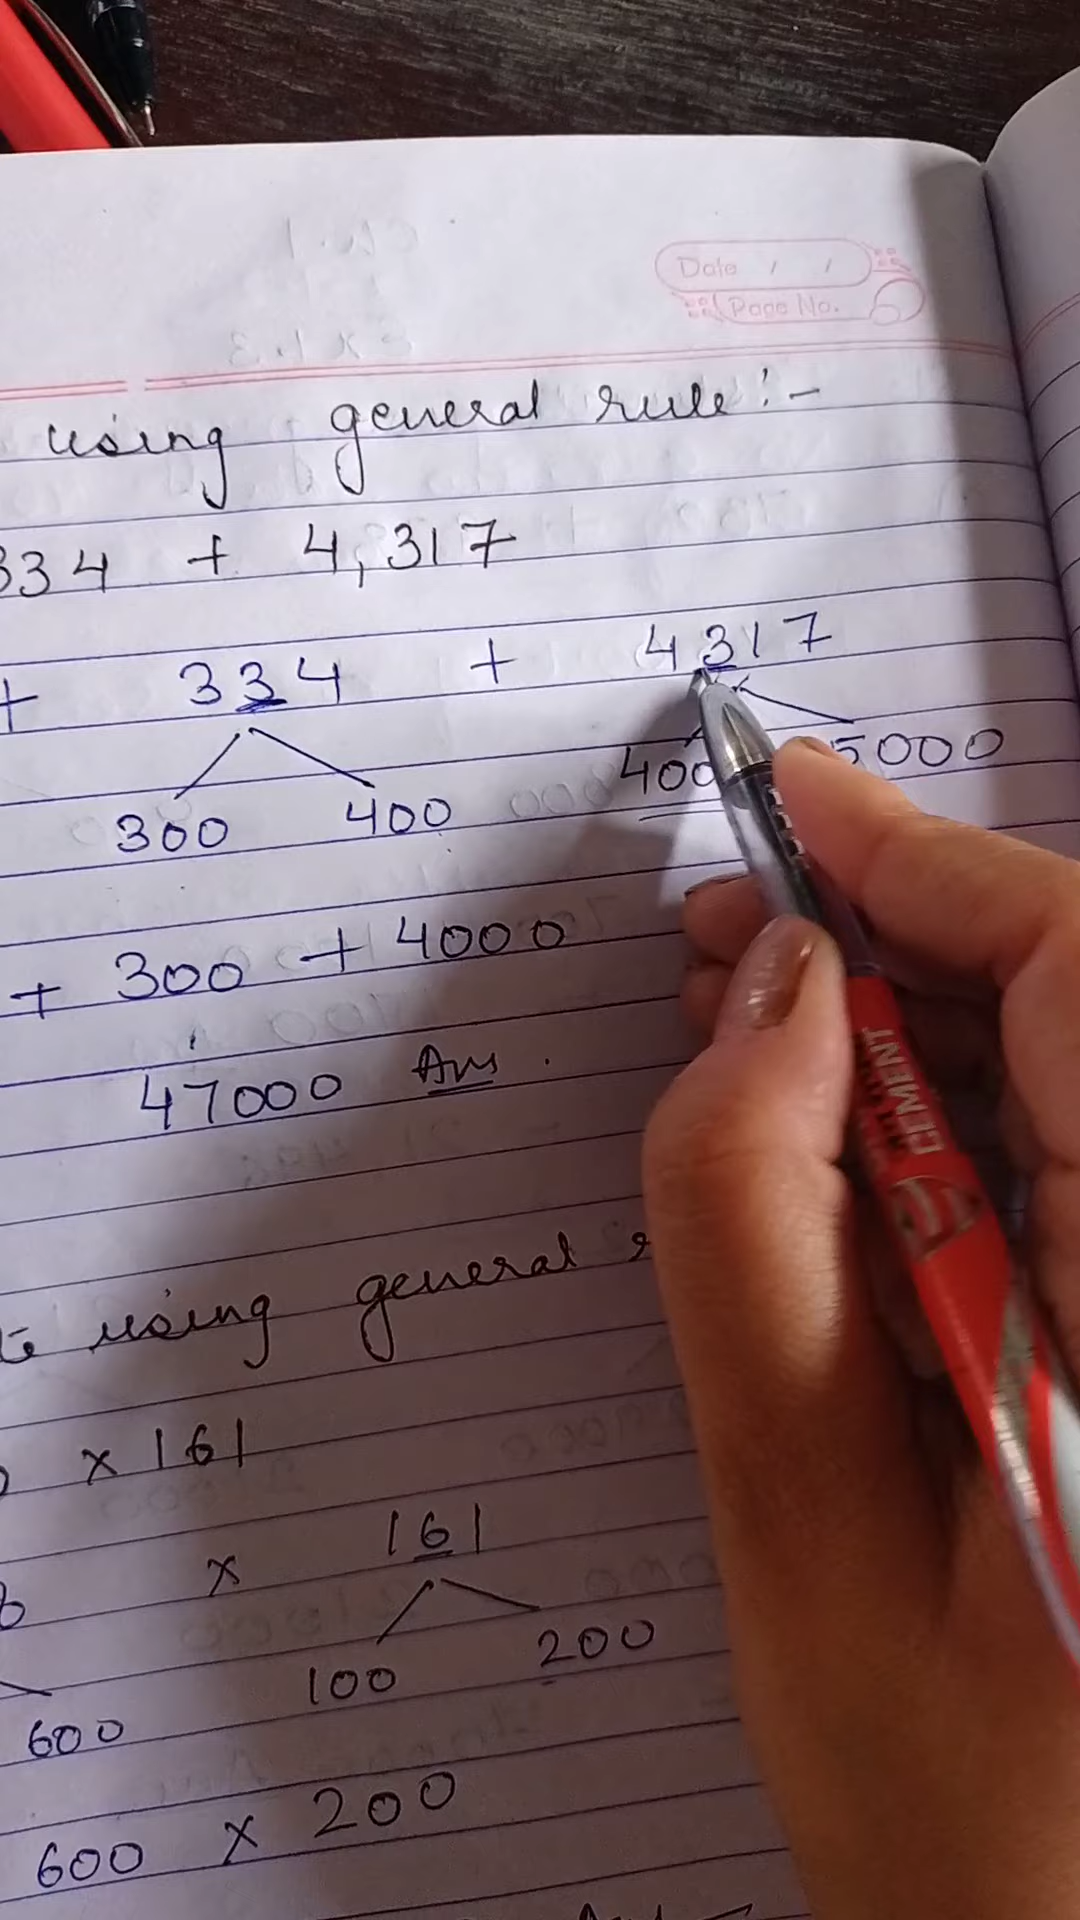 Date / /
Page No.
using general rule :-
334 + 4,317
+ 334 + 4317
300 400 400 5000
+ 300 + 4000
47000 Ans.
using general
× 161
× 161
100 200
600
600 × 200
CEMENT